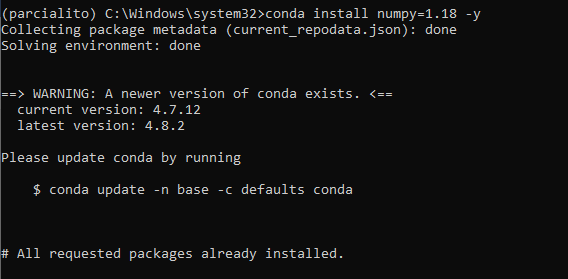 (parcialito) C:\Windows\system32>conda install numpy=1.18 -y
Collecting package metadata (current_repodata.json): done
Solving environment: done
==> WARNING: A newer version of conda exists. <==
current version: 4.7.12
latest version: 4.8.2
Please update conda by running
$ conda update -n base -c defaults conda
# All requested packages already installed.